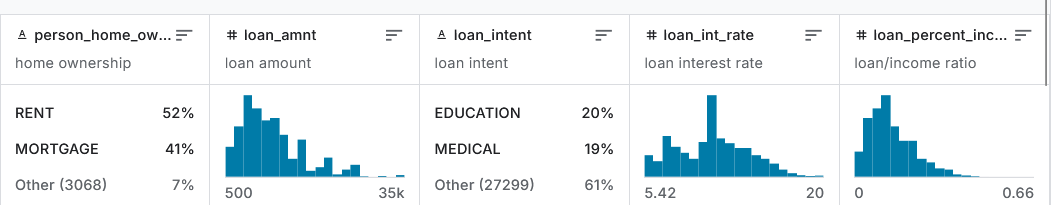 A person_home_ow...
# loan_amnt
A loan_intent
# loan_int_rate
# loan_percent_inc...
home ownership
loan amount
loan intent
loan interest rate
loan/income ratio
RENT 52%
MORTGAGE 41%
Other (3068) 7%
500 35k
EDUCATION 20%
MEDICAL 19%
Other (27299) 61%
5.42 20
0 0.66